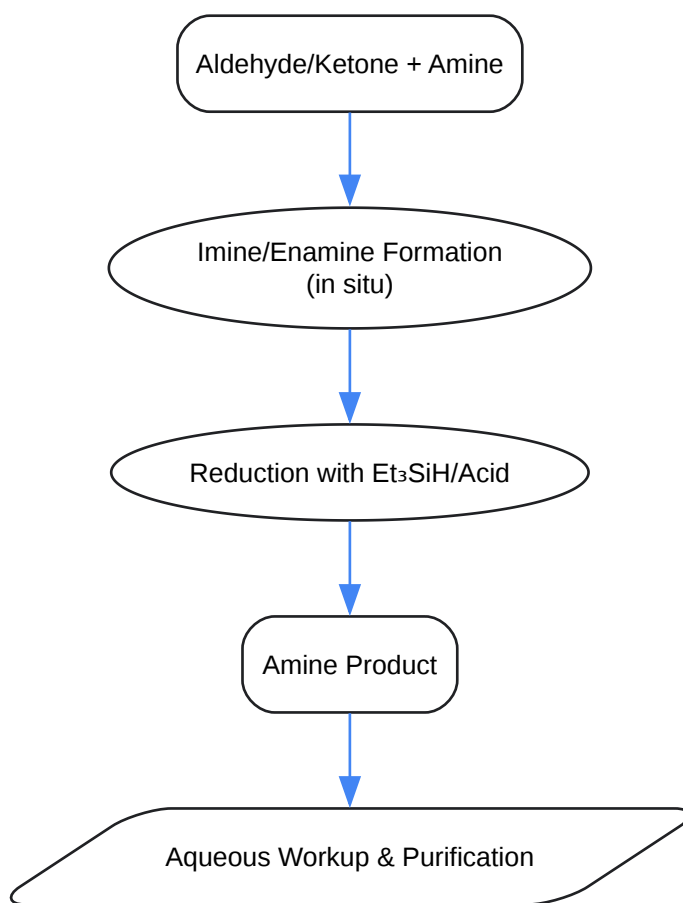 Aldehyde/Ketone + Amine
Imine/Enamine Formation
(in situ)
Reduction with Et₃SiH/Acid
Amine Product
Aqueous Workup & Purification